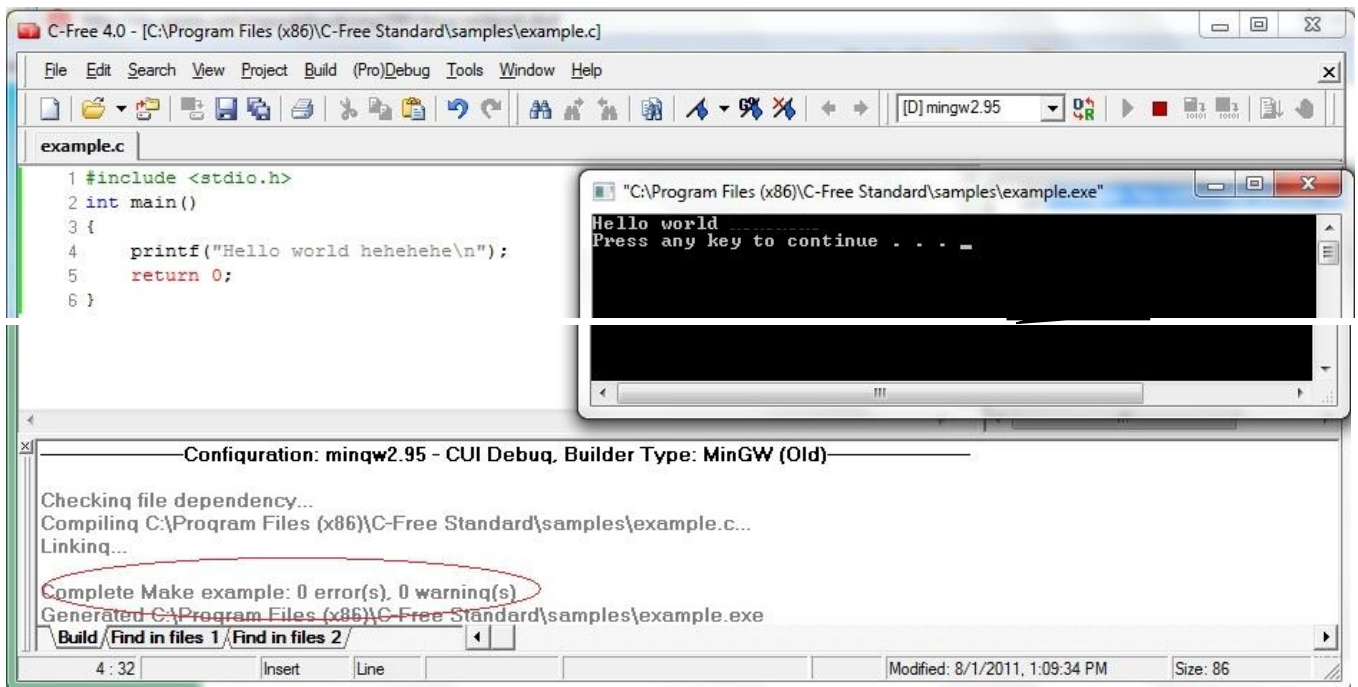 C-Free 4.0 - [C:\Program Files (x86)\C-Free Standard\samples\example.c]
File Edit Search View Project Build (Pro)Debug Tools Window Help
[D] mingw2.95
example.c
1 #include <stdio.h>
2 int main()
3 {
4 printf("Hello world hehehehe\n");
5 return 0;
6 }
"C:\Program Files (x86)\C-Free Standard\samples\example.exe"
Hello world
Press any key to continue . . . _
Configuration: mingw2.95 - CUI Debug, Builder Type: MinGW (Old)
Checking file dependency...
Compiling C:\Program Files (x86)\C-Free Standard\samples\example.c...
Linking...
Complete Make example: 0 error(s), 0 warning(s)
Generated C:\Program Files (x86)\C-Free Standard\samples\example.exe
Build Find in files 1 Find in files 2
4 : 32 Insert Line Modified: 8/1/2011, 1:09:34 PM Size: 86